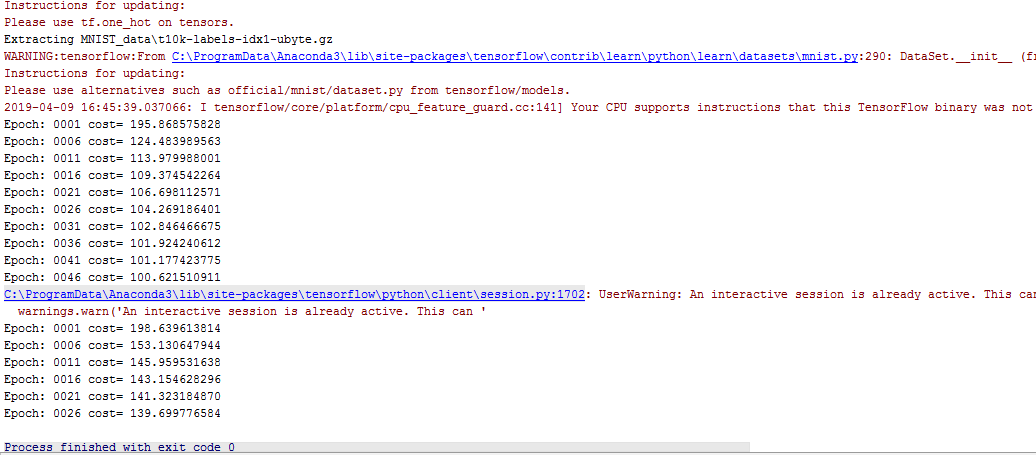 Instructions for updating:
Please use tf.one_hot on tensors.
Extracting MNIST_data\t10k-labels-idx1-ubyte.gz
WARNING:tensorflow:From C:\ProgramData\Anaconda3\lib\site-packages\tensorflow\contrib\learn\python\learn\datasets\mnist.py:290: DataSet.__init__ (fr
Instructions for updating:
Please use alternatives such as official/mnist/dataset.py from tensorflow/models.
2019-04-09 16:45:39.037066: I tensorflow/core/platform/cpu_feature_guard.cc:141] Your CPU supports instructions that this TensorFlow binary was not
Epoch: 0001 cost= 195.868575828
Epoch: 0006 cost= 124.483989563
Epoch: 0011 cost= 113.979988001
Epoch: 0016 cost= 109.374542264
Epoch: 0021 cost= 106.698112571
Epoch: 0026 cost= 104.269186401
Epoch: 0031 cost= 102.846466675
Epoch: 0036 cost= 101.924240612
Epoch: 0041 cost= 101.177423775
Epoch: 0046 cost= 100.621510911
C:\ProgramData\Anaconda3\lib\site-packages\tensorflow\python\client\session.py:1702: UserWarning: An interactive session is already active. This can
warnings.warn('An interactive session is already active. This can '
Epoch: 0001 cost= 198.639613814
Epoch: 0006 cost= 153.130647944
Epoch: 0011 cost= 145.959531638
Epoch: 0016 cost= 143.154628296
Epoch: 0021 cost= 141.323184870
Epoch: 0026 cost= 139.699776584
Process finished with exit code 0